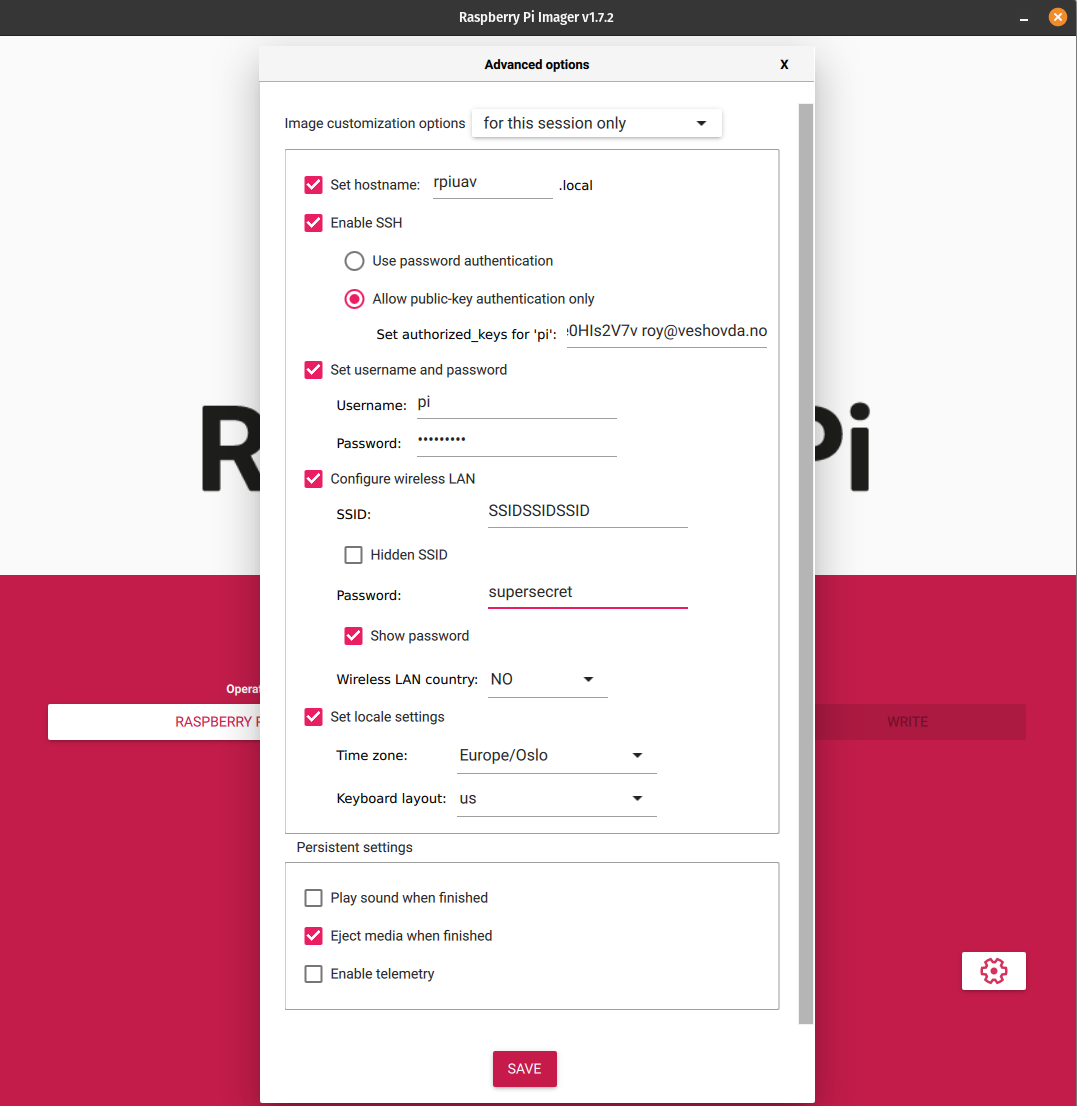 Raspberry Pi Imager v1.7.2
Advanced options X
Image customization options for this session only
Set hostname: rpiuav .local
Enable SSH
Use password authentication
Allow public-key authentication only
Set authorized_keys for 'pi': 0HIs2V7v roy@veshovda.no
Set username and password
Username: pi
Password: •••••••••
R Pi
Configure wireless LAN
SSID: SSIDSSIDSSID
Hidden SSID
Password: supersecret
Show password
Wireless LAN country: NO
Operat
Set locale settings
RASPBERRY P WRITE
Time zone: Europe/Oslo
Keyboard layout: us
Persistent settings
Play sound when finished
Eject media when finished
Enable telemetry
SAVE